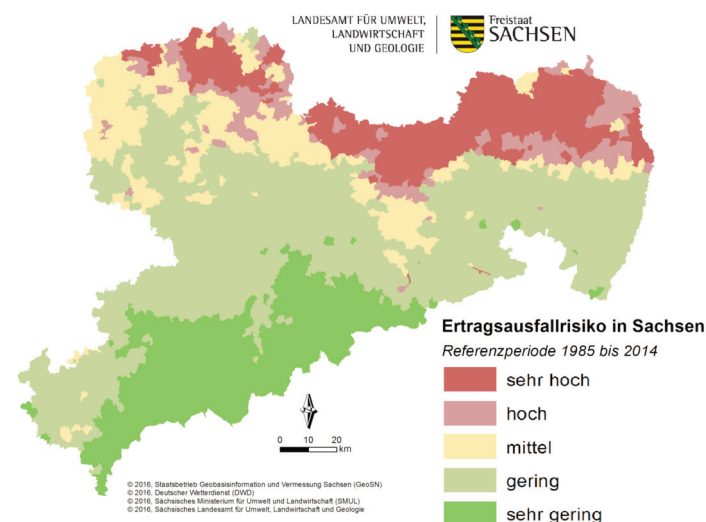 LANDESAMT FÜR UMWELT,
LANDWIRTSCHAFT
UND GEOLOGIE
Freistaat
SACHSEN
Ertragsausfallrisiko in Sachsen
Referenzperiode 1985 bis 2014
sehr hoch
hoch
mittel
gering
sehr gering
0 10 20
km
© 2016, Staatsbetrieb Geobasisinformation und Vermessung Sachsen (GeoSN)
© 2016, Deutscher Wetterdienst (DWD)
© 2016, Sächsisches Ministerium für Umwelt und Landwirtschaft (SMUL)
© 2016, Sächsisches Landesamt für Umwelt, Landwirtschaft und Geologie